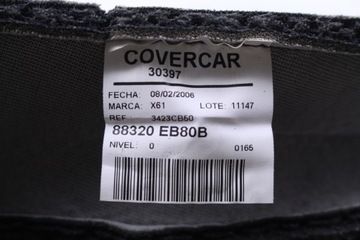 COVERCAR
30397
FECHA: 08/02/2006
MARCA: X61 LOTE: 11147
REF. 3423CB50
88320 EB80B
NIVEL: 0 0165